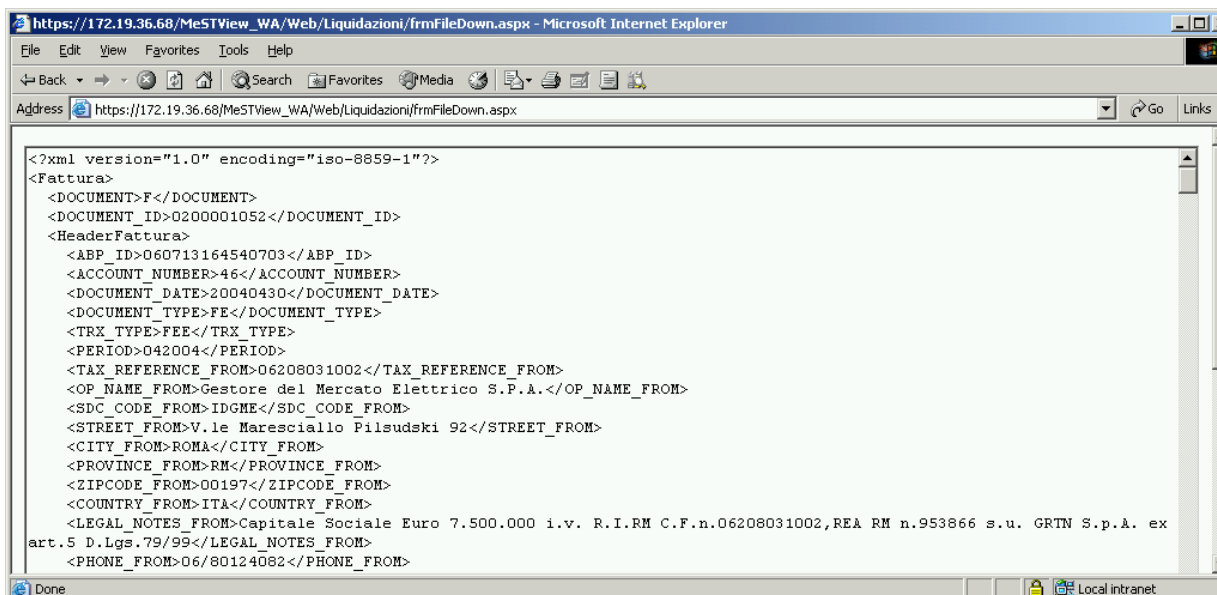 https://172.19.36.68/MeSTView_WA/Web/Liquidazioni/frmFileDown.aspx - Microsoft Internet Explorer
File Edit View Favorites Tools Help
Back Search Favorites Media
Address https://172.19.36.68/MeSTView_WA/Web/Liquidazioni/frmFileDown.aspx Go Links
<?xml version="1.0" encoding="iso-8859-1"?>
<Fattura>
<DOCUMENT>F</DOCUMENT>
<DOCUMENT_ID>0200001052</DOCUMENT_ID>
<HeaderFattura>
<ABP_ID>060713164540703</ABP_ID>
<ACCOUNT_NUMBER>46</ACCOUNT_NUMBER>
<DOCUMENT_DATE>20040430</DOCUMENT_DATE>
<DOCUMENT_TYPE>FE</DOCUMENT_TYPE>
<TRX_TYPE>FEE</TRX_TYPE>
<PERIOD>042004</PERIOD>
<TAX_REFERENCE_FROM>06208031002</TAX_REFERENCE_FROM>
<OP_NAME_FROM>Gestore del Mercato Elettrico S.P.A.</OP_NAME_FROM>
<SDC_CODE_FROM>IDGME</SDC_CODE_FROM>
<STREET_FROM>V.le Maresciallo Pilsudski 92</STREET_FROM>
<CITY_FROM>ROMA</CITY_FROM>
<PROVINCE_FROM>RM</PROVINCE_FROM>
<ZIPCODE_FROM>00197</ZIPCODE_FROM>
<COUNTRY_FROM>ITA</COUNTRY_FROM>
<LEGAL_NOTES_FROM>Capitale Sociale Euro 7.500.000 i.v. R.I.RM C.F.n.06208031002,REA RM n.953866 s.u. GRTN S.p.A. ex
art.5 D.Lgs.79/99</LEGAL_NOTES_FROM>
<PHONE_FROM>06/80124082</PHONE_FROM>
Done Local intranet